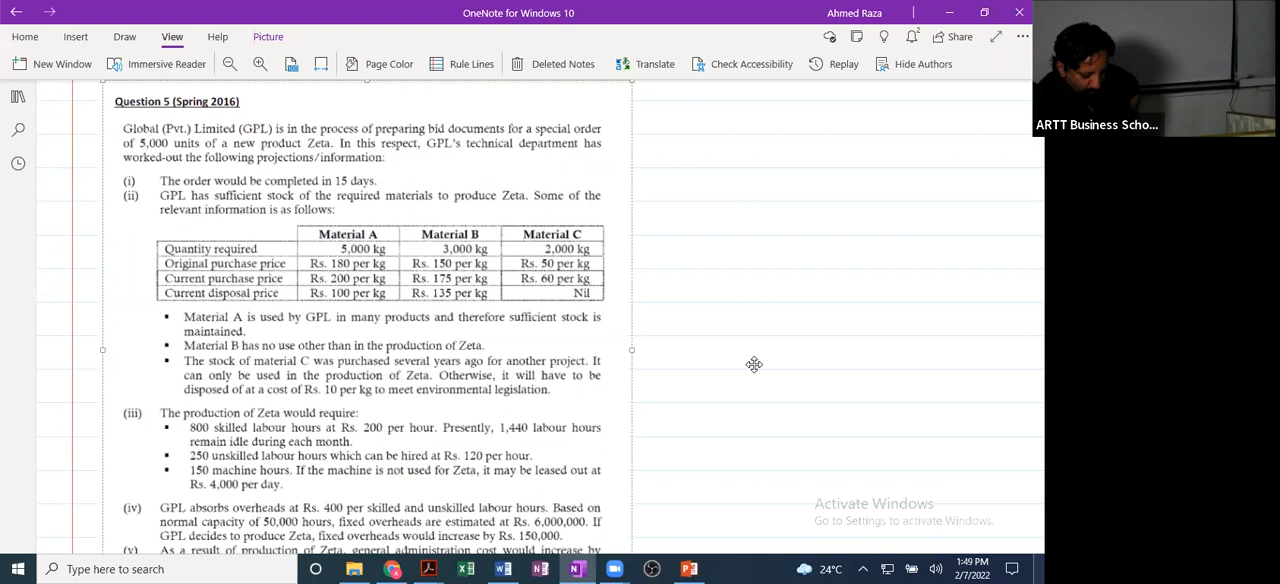 OneNote for Windows 10
Ahmed Raza
Home Insert Draw View Help Picture
Share
New Window Immersive Reader Page Color Rule Lines Deleted Notes Translate Check Accessibility Replay Hide Authors
ARTT Business Scho...
Question 5 (Spring 2016)
Global (Pvt.) Limited (GPL) is in the process of preparing bid documents for a special order
of 5,000 units of a new product Zeta. In this respect, GPL's technical department has
worked-out the following projections/information:
(i) The order would be completed in 15 days.
(ii) GPL has sufficient stock of the required materials to produce Zeta. Some of the
relevant information is as follows:
Material A Material B Material C
Quantity required 5,000 kg 3,000 kg 2,000 kg
Original purchase price Rs. 180 per kg Rs. 150 per kg Rs. 50 per kg
Current purchase price Rs. 200 per kg Rs. 175 per kg Rs. 60 per kg
Current disposal price Rs. 100 per kg Rs. 135 per kg Nil
▪ Material A is used by GPL in many products and therefore sufficient stock is
maintained.
▪ Material B has no use other than in the production of Zeta.
▪ The stock of material C was purchased several years ago for another project. It
can only be used in the production of Zeta. Otherwise, it will have to be
disposed of at a cost of Rs. 10 per kg to meet environmental legislation.
(iii) The production of Zeta would require:
▪ 800 skilled labour hours at Rs. 200 per hour. Presently, 1,440 labour hours
remain idle during each month.
▪ 250 unskilled labour hours which can be hired at Rs. 120 per hour.
▪ 150 machine hours. If the machine is not used for Zeta, it may be leased out at
Rs. 4,000 per day.
(iv) GPL absorbs overheads at Rs. 400 per skilled and unskilled labour hours. Based on
normal capacity of 50,000 hours, fixed overheads are estimated at Rs. 6,000,000. If
GPL decides to produce Zeta, fixed overheads would increase by Rs. 150,000.
(v) As a result of production of Zeta, general administration cost would increase by
Activate Windows
Go to Settings to activate Windows.
Type here to search
24°C
1:49 PM
2/7/2022